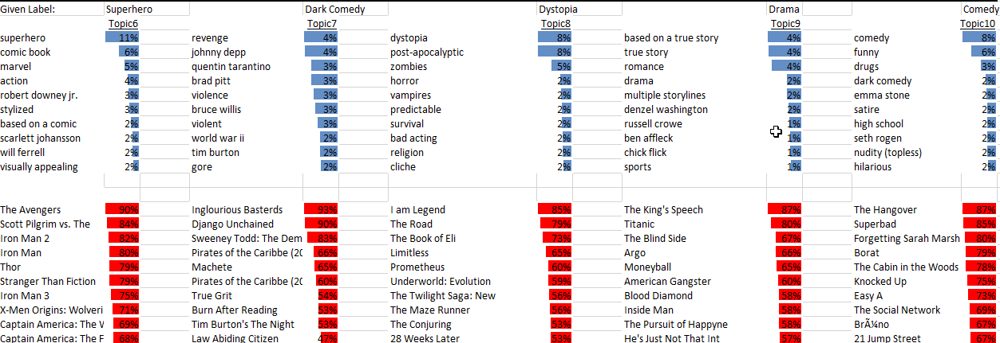 Given Label: Superhero Dark Comedy Dystopia Drama Comedy
Topic6 Topic7 Topic8 Topic9 Topic10
superhero 11% revenge 4% dystopia 8% based on a true story 4% comedy 8%
comic book 6% johnny depp 4% post-apocalyptic 8% true story 4% funny 6%
marvel 5% quentin tarantino 3% zombies 5% romance 4% drugs 3%
action 4% brad pitt 3% horror 2% drama 2% dark comedy 2%
robert downey jr. 3% violence 3% vampires 2% multiple storylines 2% emma stone 2%
stylized 3% bruce willis 3% predictable 2% denzel washington 2% satire 2%
based on a comic 2% violent 3% survival 2% russell crowe 1% high school 2%
scarlett johansson 2% world war ii 2% bad acting 2% ben affleck 1% seth rogen 2%
will ferrell 2% tim burton 2% religion 2% chick flick 1% nudity (topless) 2%
visually appealing 2% gore 2% cliche 2% sports 1% hilarious 2%
The Avengers 90% Inglourious Basterds 93% I am Legend 85% The King's Speech 87% The Hangover 87%
Scott Pilgrim vs. The 84% Django Unchained 90% The Road 79% Titanic 80% Superbad 85%
Iron Man 2 82% Sweeney Todd: The Dem 83% The Book of Eli 73% The Blind Side 67% Forgetting Sarah Marsh 80%
Iron Man 80% Pirates of the Caribbe (20 66% Limitless 65% Argo 66% Borat 79%
Thor 79% Machete 65% Prometheus 60% Moneyball 65% The Cabin in the Woods 78%
Stranger Than Fiction 79% Pirates of the Caribbe (20 60% Underworld: Evolution 59% American Gangster 60% Knocked Up 75%
Iron Man 3 75% True Grit 54% The Twilight Saga: New 56% Blood Diamond 58% Easy A 73%
X-Men Origins: Wolveri 71% Burn After Reading 53% The Maze Runner 56% Inside Man 58% The Social Network 69%
Captain America: The W 69% Tim Burton's The Night 53% The Conjuring 53% The Pursuit of Happyne 58% BrÃ¼no 67%
Captain America: The F 68% Law Abiding Citizen 47% 28 Weeks Later 53% He's Just Not That Int 57% 21 Jump Street 67%